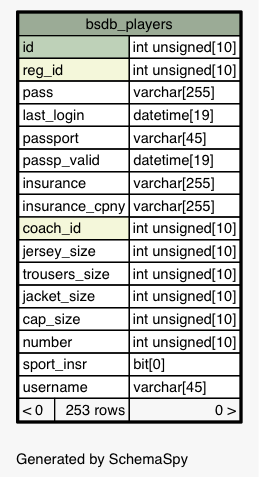 bsdb_players
id int unsigned[10]
reg_id int unsigned[10]
pass varchar[255]
last_login datetime[19]
passport varchar[45]
passp_valid datetime[19]
insurance varchar[255]
insurance_cpny varchar[255]
coach_id int unsigned[10]
jersey_size int unsigned[10]
trousers_size int unsigned[10]
jacket_size int unsigned[10]
cap_size int unsigned[10]
number int unsigned[10]
sport_insr bit[0]
username varchar[45]
< 0 253 rows 0 >
Generated by SchemaSpy